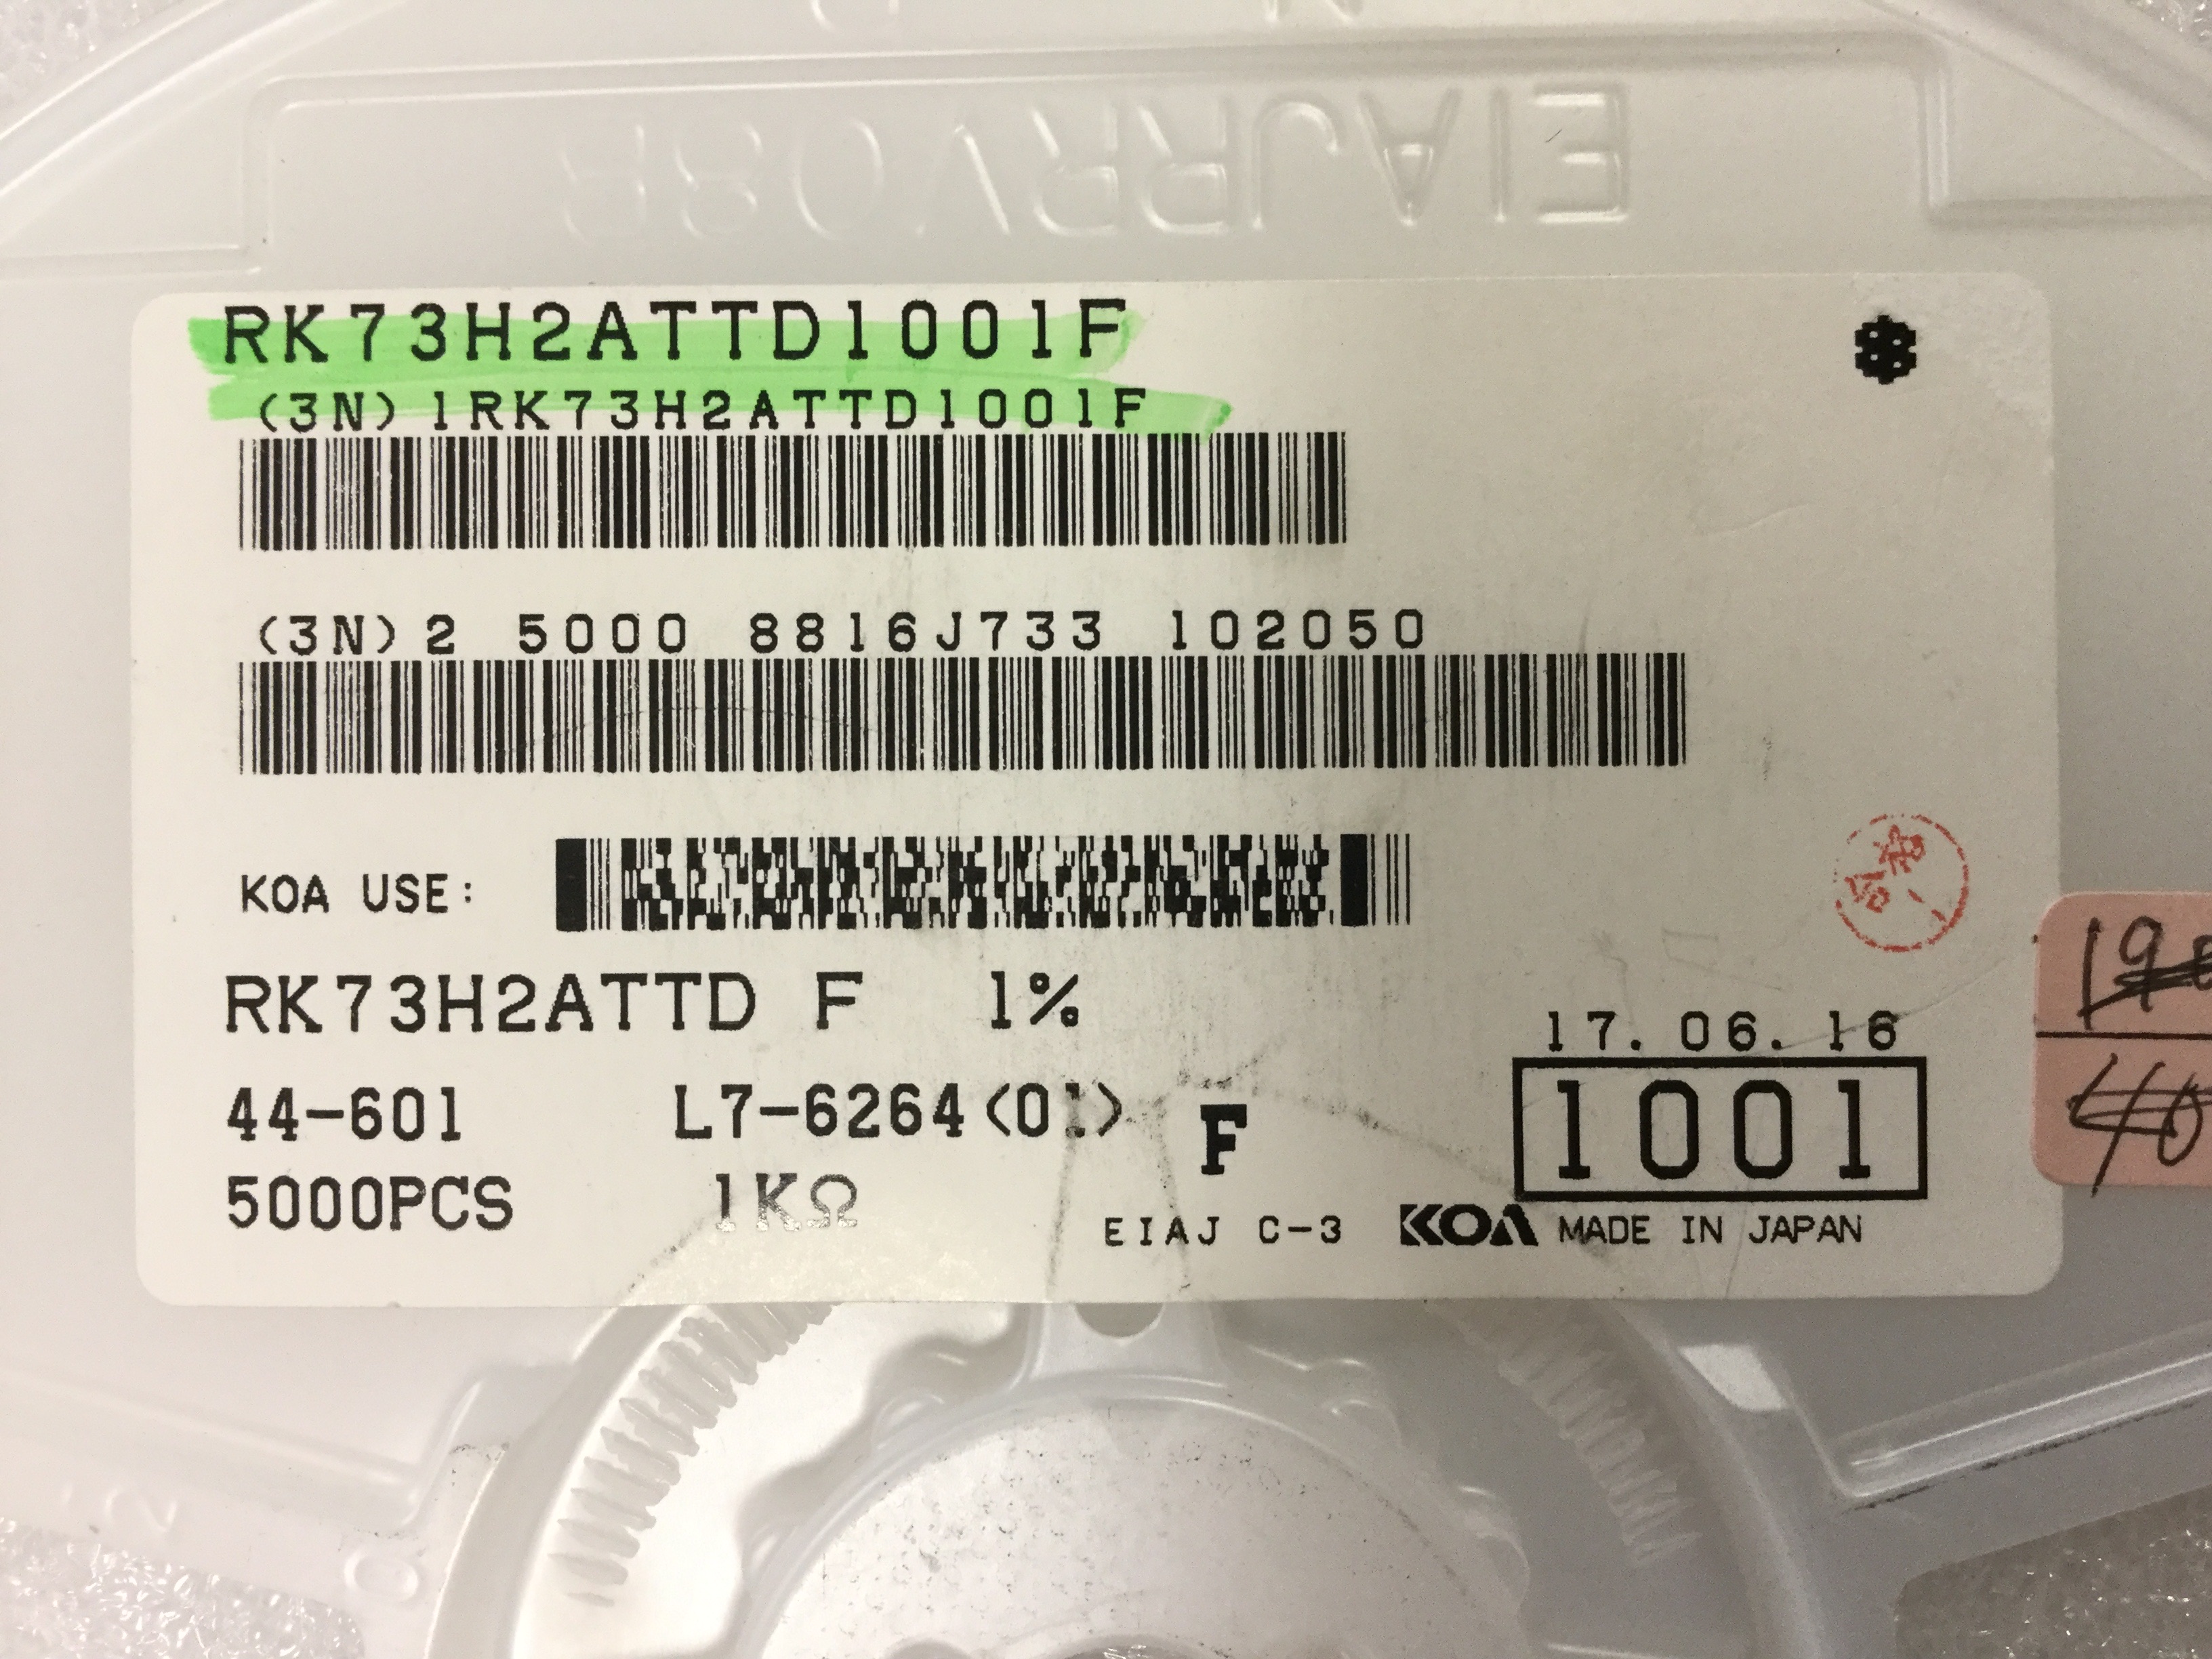 EIAJRRV08B
RK73H2ATTD1001F
(3N)1RK73H2ATTD1001F
(3N)2 5000 8816J733 102050
KOA USE:
RK73H2ATTD F 1%
17.06.16
44-601 L7-6264(01) F 1001
5000PCS 1KΩ
EIAJ C-3 KOA MADE IN JAPAN